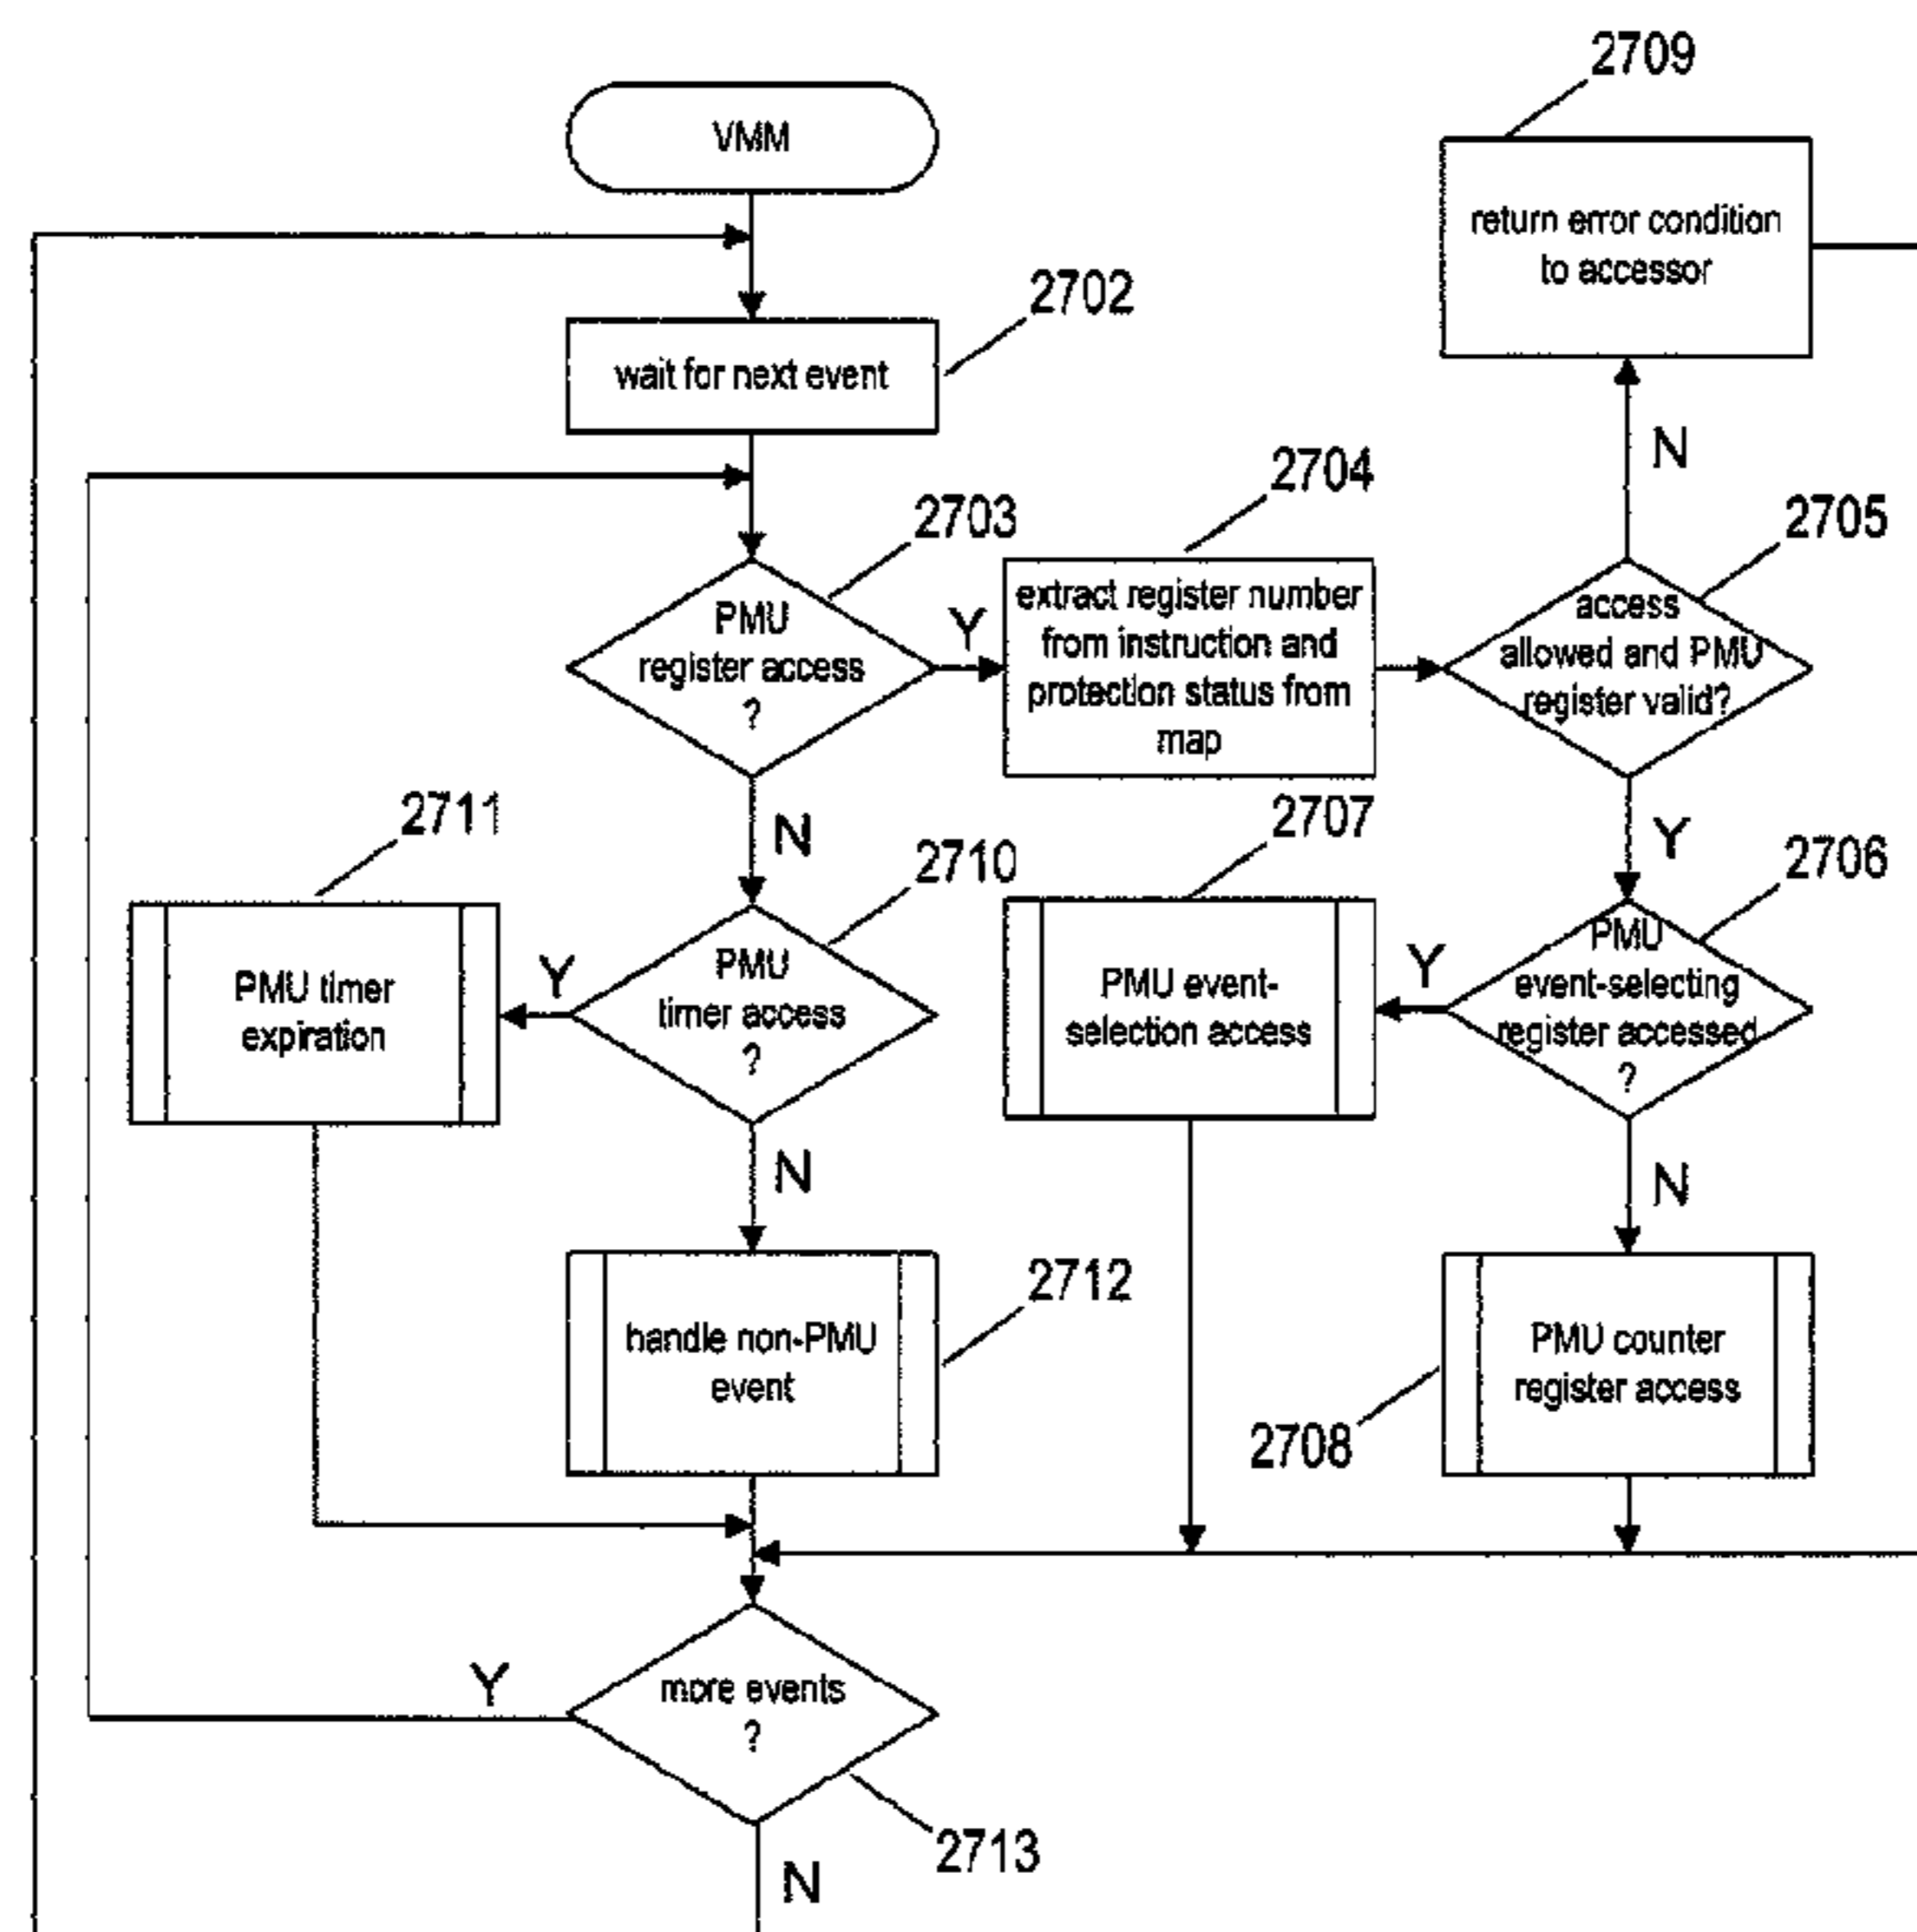 VMM
2709
return error condition
to accessor
2702
wait for next event
N
2704
2703
2705
PMU
register access
?
Y
extract register number
from instruction and
protection status from
map
access
allowed and PMU
register valid?
2711
N
2710
2707
Y
2706
PMU timer
expiration
Y
PMU
timer access
?
PMU event-
selection access
Y
PMU
event-selecting
register accessed
?
N
N
2712
handle non-PMU
event
PMU counter
register access
2708
Y
more events
?
2713
N